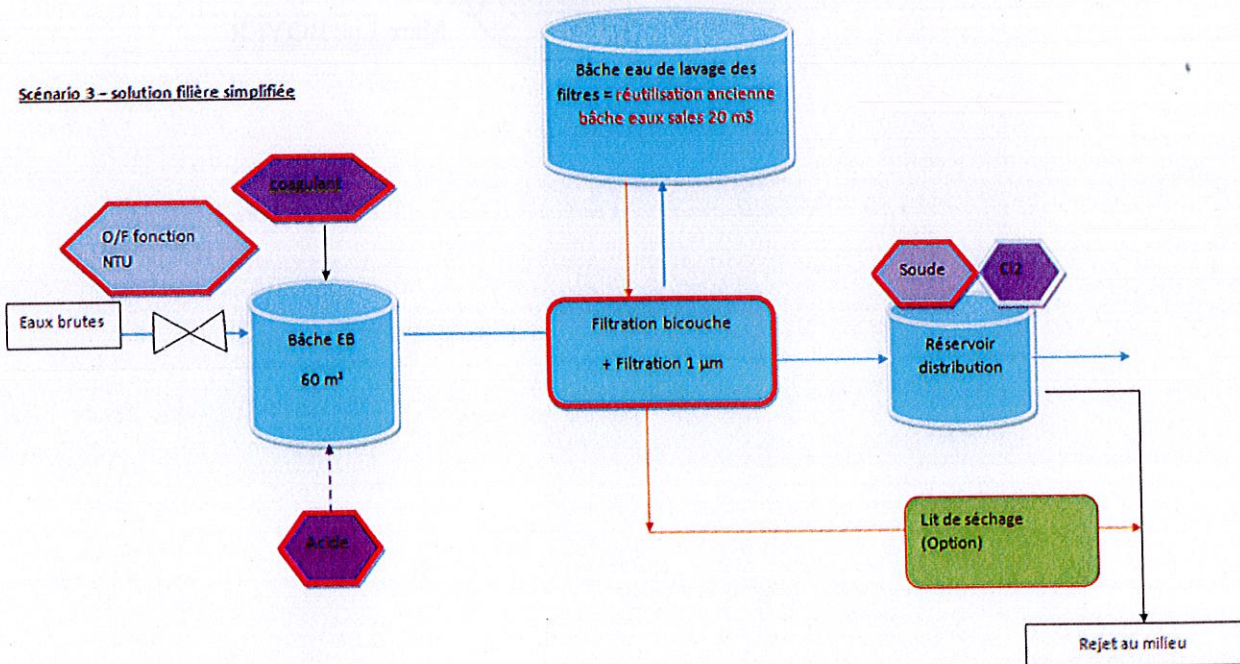 Scénario 3 – solution filière simplifiée
Bâche eau de lavage des
filtres = réutilisation ancienne
bâche eaux sales 20 m3
coagulant
O/F fonction
NTU
Eaux brutes
Bâche EB
60 m³
Acide
Filtration bicouche
+ Filtration 1 µm
Soude
Cl2
Réservoir
distribution
Lit de séchage
(Option)
Rejet au milieu